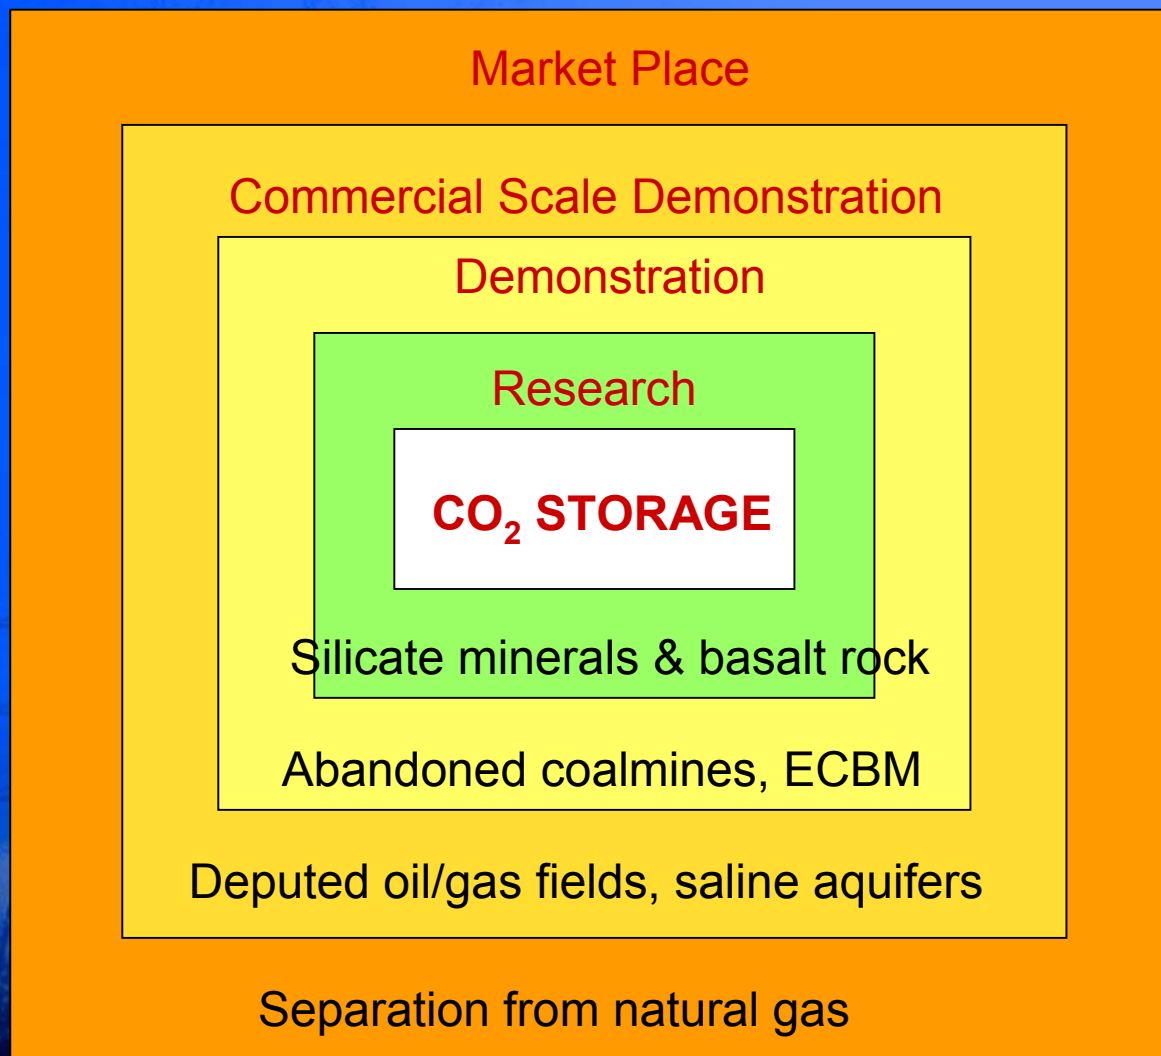 Market Place
Commercial Scale Demonstration
Demonstration
Research
CO₂ STORAGE
Silicate minerals & basalt rock
Abandoned coalmines, ECBM
Deputed oil/gas fields, saline aquifers
Separation from natural gas